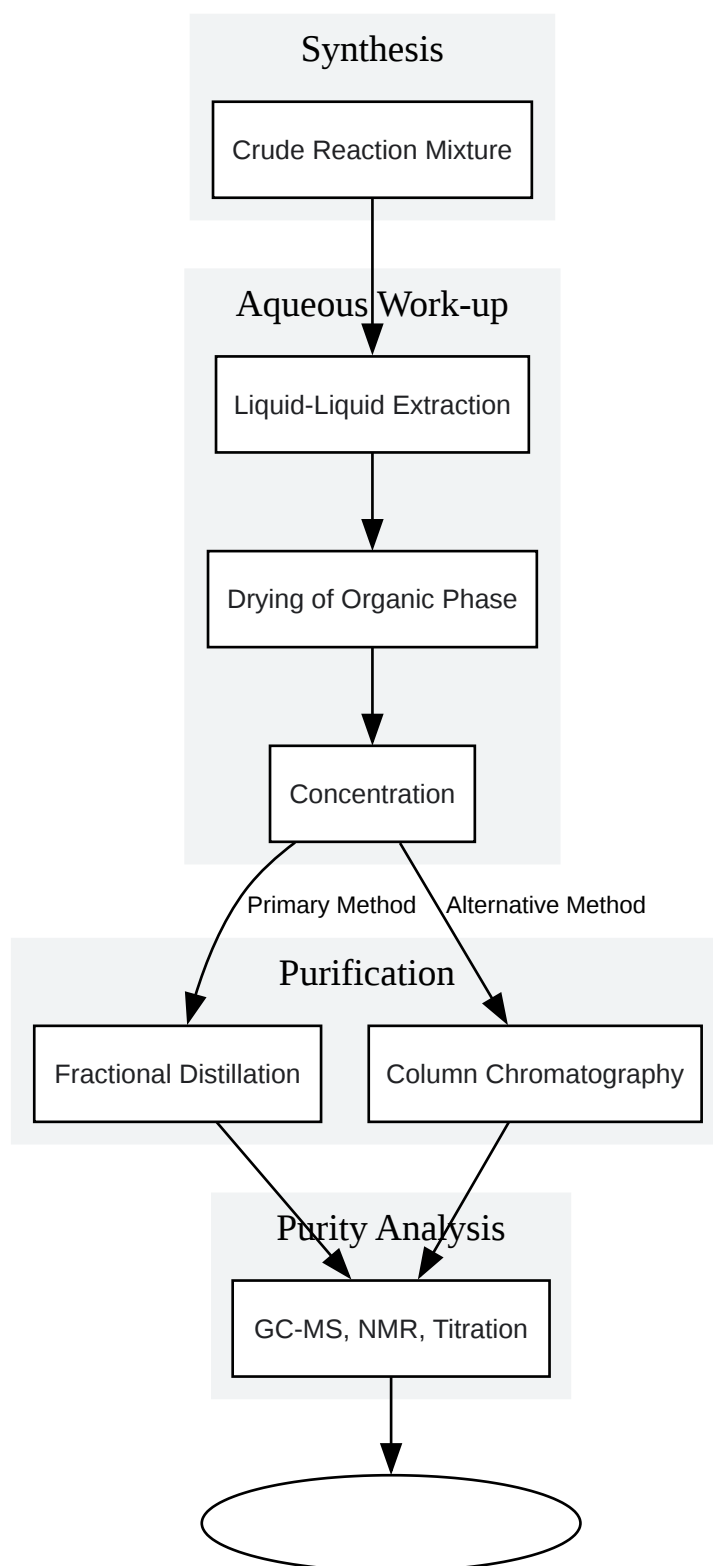 Synthesis
Crude Reaction Mixture
Aqueous Work-up
Liquid-Liquid Extraction
Drying of Organic Phase
Concentration
Primary Method
Alternative Method
Purification
Fractional Distillation
Column Chromatography
Purity Analysis
GC-MS, NMR, Titration